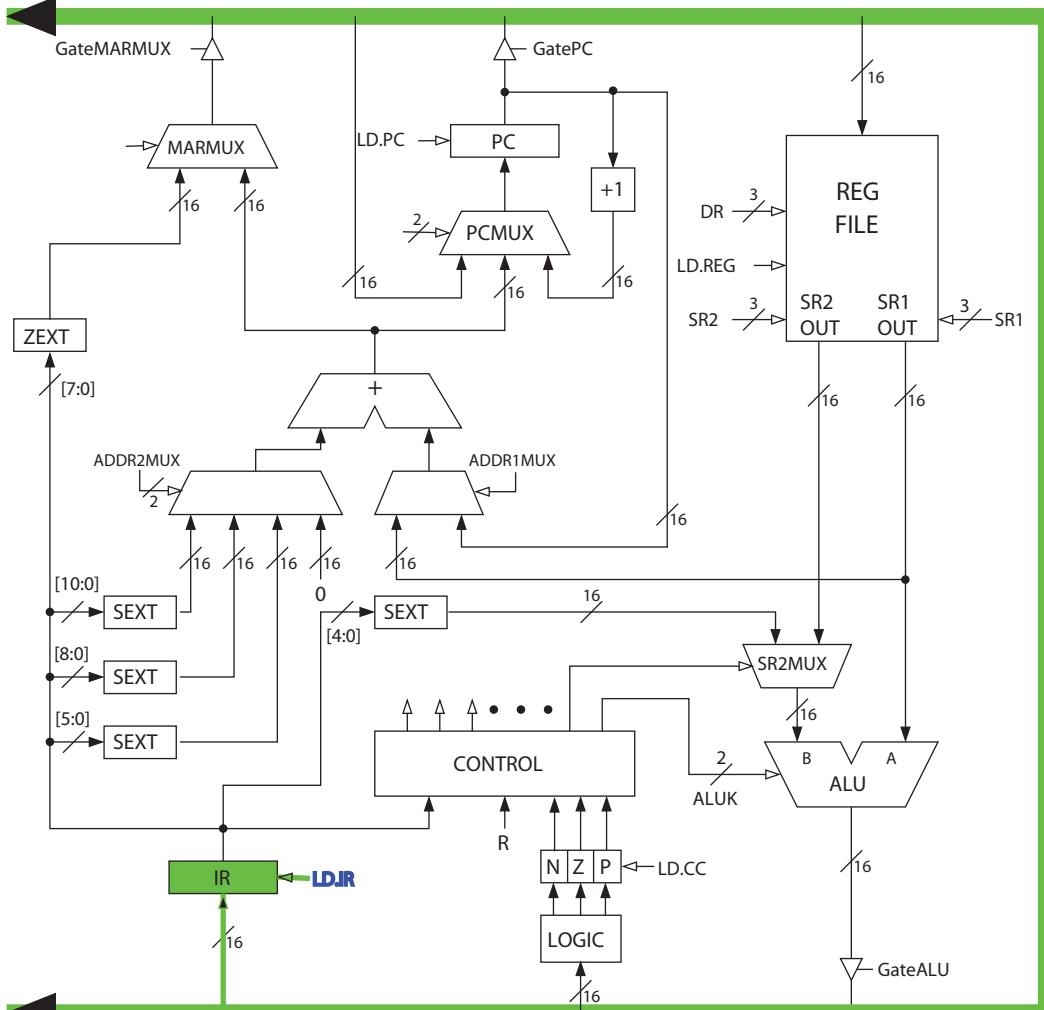 GateMARMUX
GatePC
16
LD.PC
PC
MARMUX
+1
REG
FILE
3
DR
16
16
2
PCMUX
LD.REG
16
16
16
SR2
OUT
SR1
OUT
3
SR2
3
SR1
ZEXT
[7:0]
+
16
16
ADDR2MUX
2
ADDR1MUX
16
16
16
16
16
16
0
[10:0]
SEXT
[4:0]
SEXT
16
[8:0]
SEXT
SR2MUX
[5:0]
SEXT
16
CONTROL
2
ALUK
B
A
ALU
R
IR
LD.IR
N
Z
P
LD.CC
16
16
LOGIC
GateALU
16